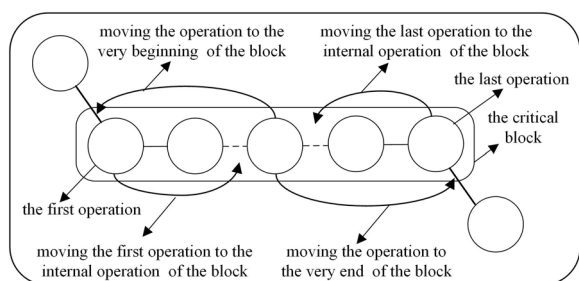 moving the operation to the
very beginning of the block
moving the last operation to the
internal operation of the block
the last operation
the critical
block
the first operation
moving the first operation to the
internal operation of the block
moving the operation to
the very end of the block